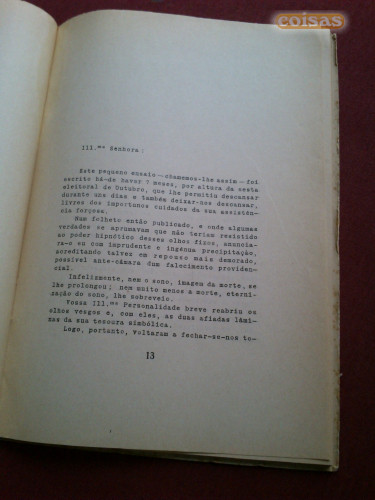 coisas
Ill.ma Senhora:
Este pequeno ensaio—chamemos-lhe assim—foi
escrito há-de haver 7 meses, por altura da sesta
eleitoral de Outubro, que lhe permitiu descansar
durante uns dias e também deixar-nos descansar,
livres dos importunos cuidados da sua assistên-
cia forçosa.
Num folheto então publicado, e onde algumas
verdades se aprumavam que não teriam resistido
ao poder hipnótico desses olhos fixos, anuncia-
ra-o eu com imprudente e ingénua precipitação,
acreditando talvez em repouso mais demorado,
possível ante-câmara dum falecimento providen-
cial.
Infelizmente, nem o sono, imagem da morte, se
lhe prolongou; nem muito menos a morte, eterni-
zação do sono, lhe sobreveio.
Vossa Ill.ma Personalidade breve reabriu os
olhos vesgos e, com eles, as duas afiadas lâmi-
nas da sua tesoura simbólica.
Logo, portanto, voltaram a fechar-se-nos to-
13